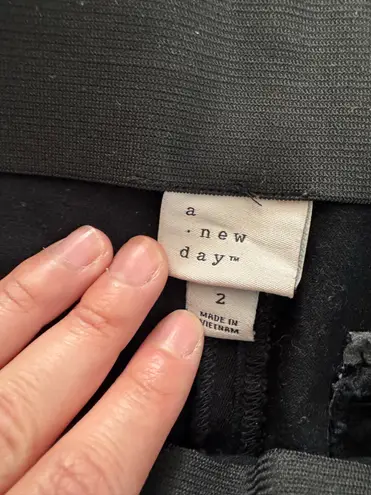 a
· new
day™
2
MADE IN
VIETNAM